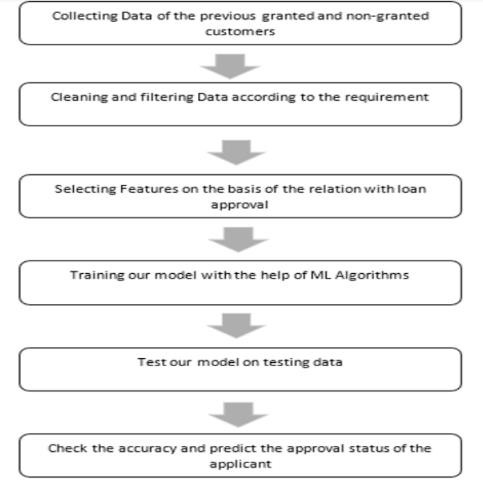 Collecting Data of the previous granted and non-granted
customers
Cleaning and filtering Data according to the requirement
Selecting Features on the basis of the relation with loan
approval
Training our model with the help of ML Algorithms
Test our model on testing data
Check the accuracy and predict the approval status of the
applicant